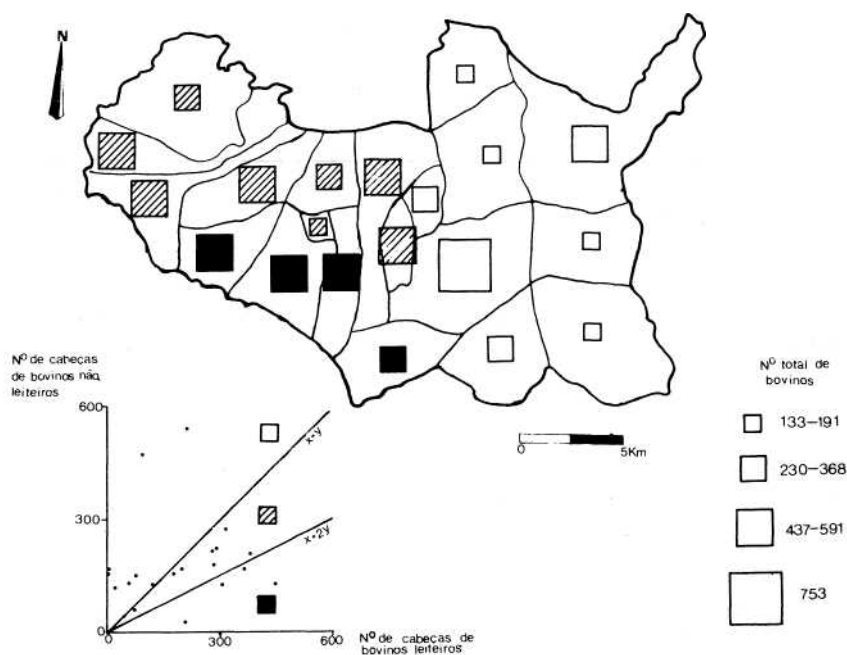 N
Nº de cabeças
de bovinos não
leiteiros
600
300
0
x=y
x=2y
0
300
600
Nº de cabeças de
bovinos leiteiros
5Km
Nº total de
bovinos
133-191
230-368
437-591
753